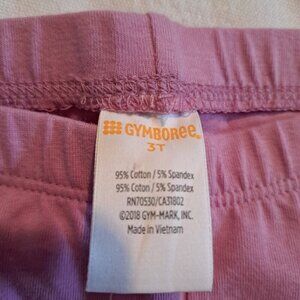 GYMBOREE
3T
95% Cotton / 5% Spandex
95% Coton / 5% Spandex
RN70530/CA31802
©2018 GYM-MARK, INC.
Made in Vietnam